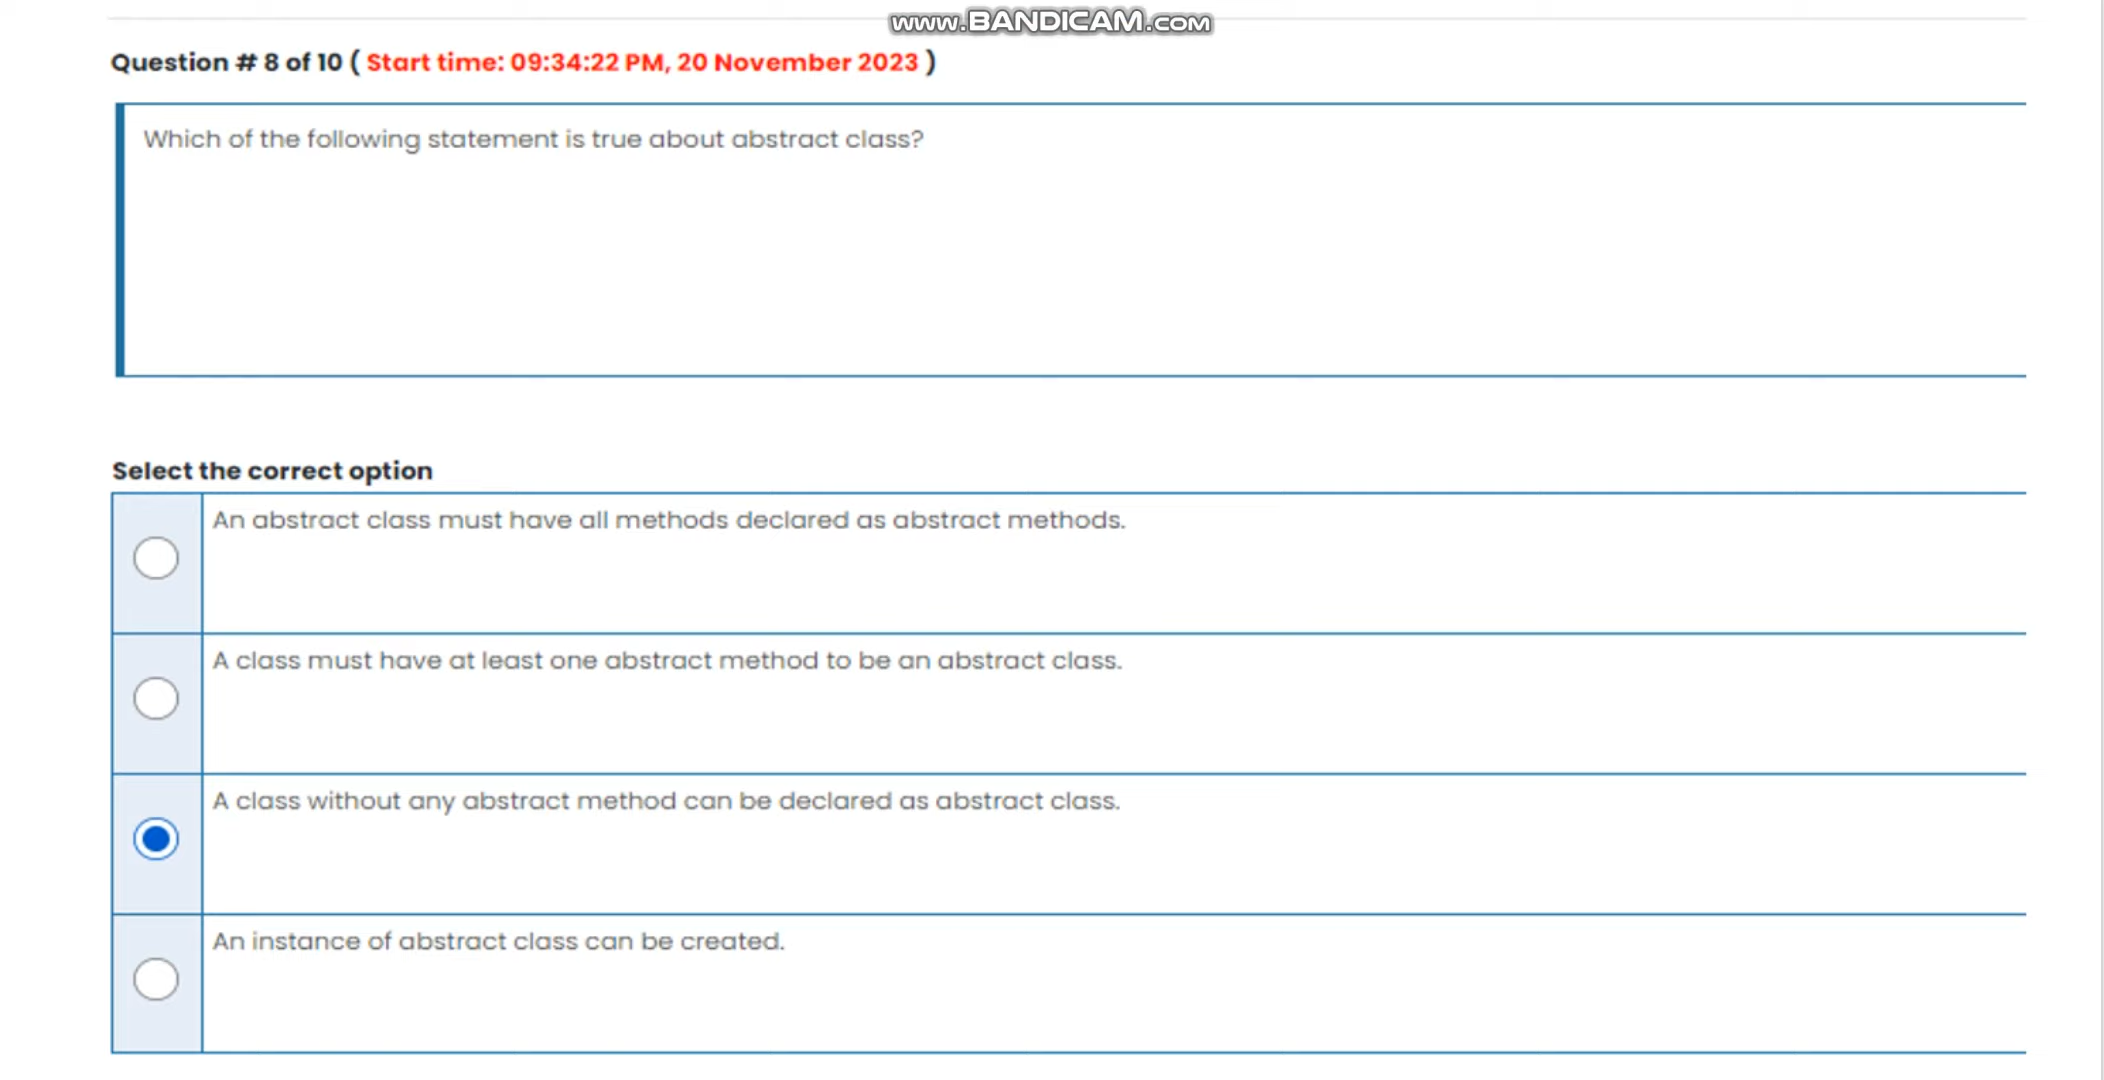 www.BANDICAM.com
Question # 8 of 10 ( Start time: 09:34:22 PM, 20 November 2023 )
Which of the following statement is true about abstract class?
Select the correct option
An abstract class must have all methods declared as abstract methods.
A class must have at least one abstract method to be an abstract class.
A class without any abstract method can be declared as abstract class.
An instance of abstract class can be created.